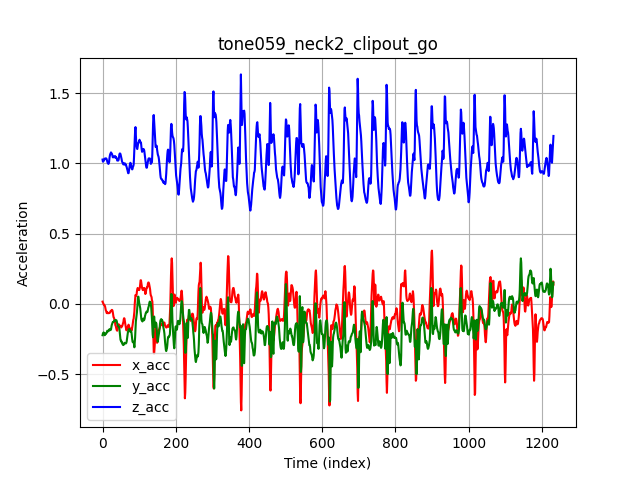 tone059_neck2_clipout_go
1.5
1.0
0.5
0.0
−0.5
Acceleration
x_acc
y_acc
z_acc
0 200 400 600 800 1000 1200
Time (index)